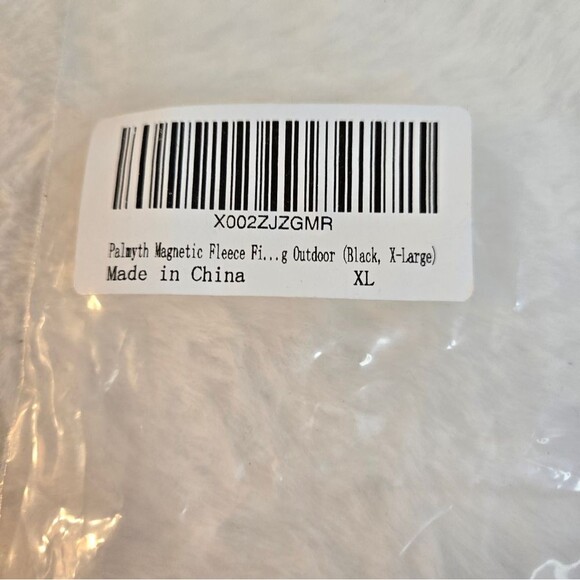 X002ZJZGMR
Palmyth Magnetic Fleece Fi...g Outdoor (Black, X-Large)
Made in China XL